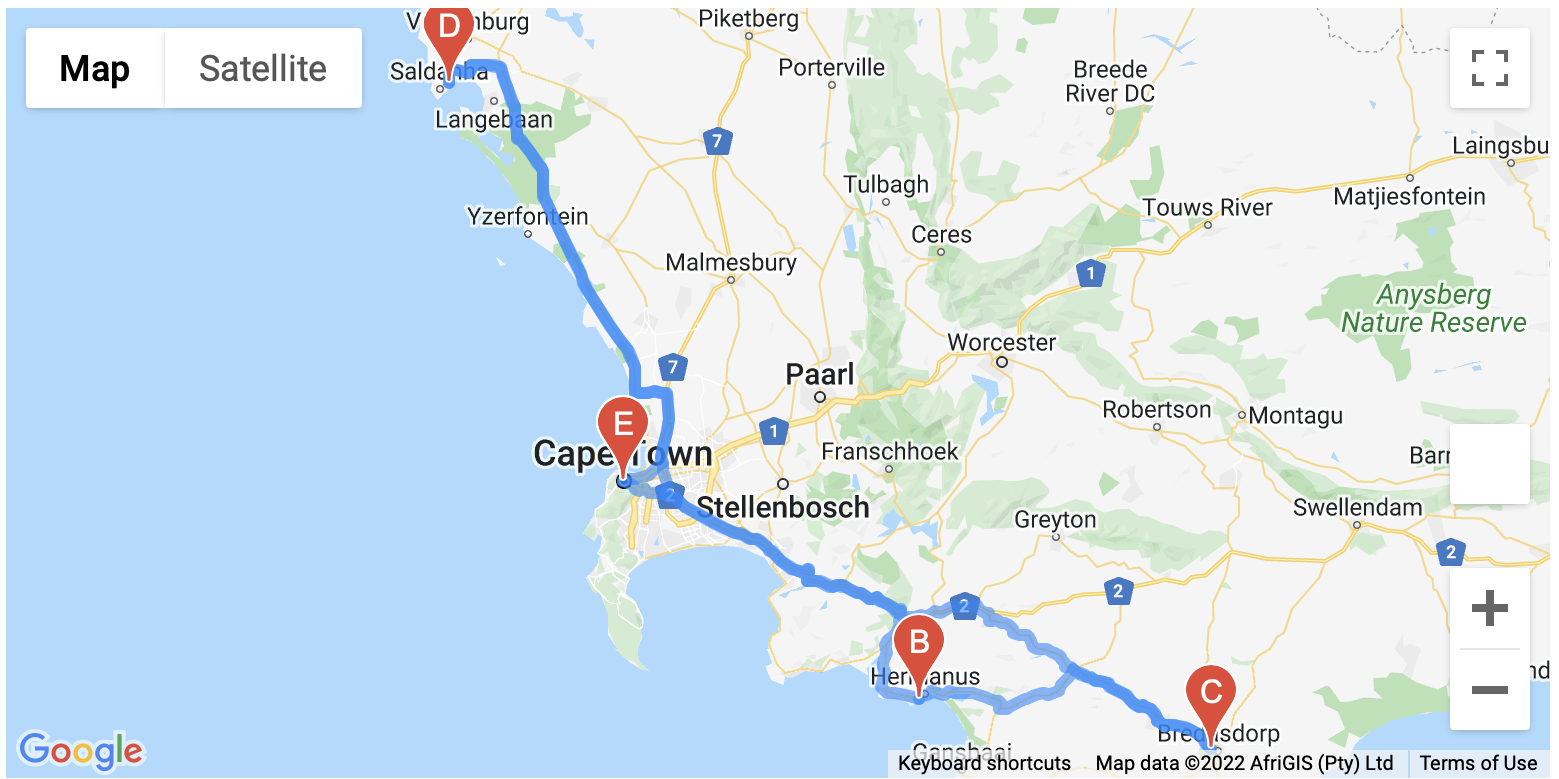 Map
Satellite
D
V
nburg
Piketberg
Saldanha
Porterville
Breede
River DC
Langebaan
7
Laingsbu
Tulbagh
Matjiesfontein
Yzerfontein
Touws River
Ceres
Malmesbury
1
Anysberg
Nature Reserve
Worcester
7
Paarl
E
Robertson
Montagu
1
Cape Town
Franschhoek
Barr
2
Stellenbosch
Swellendam
Greyton
2
2
2
B
Hermanus
nd
C
Bredasdorp
Gansbaai
Google
Keyboard shortcuts
Map data ©2022 AfriGIS (Pty) Ltd
Terms of Use